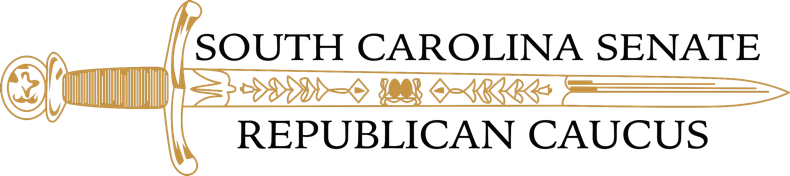 SOUTH CAROLINA SENATE
REPUBLICAN CAUCUS